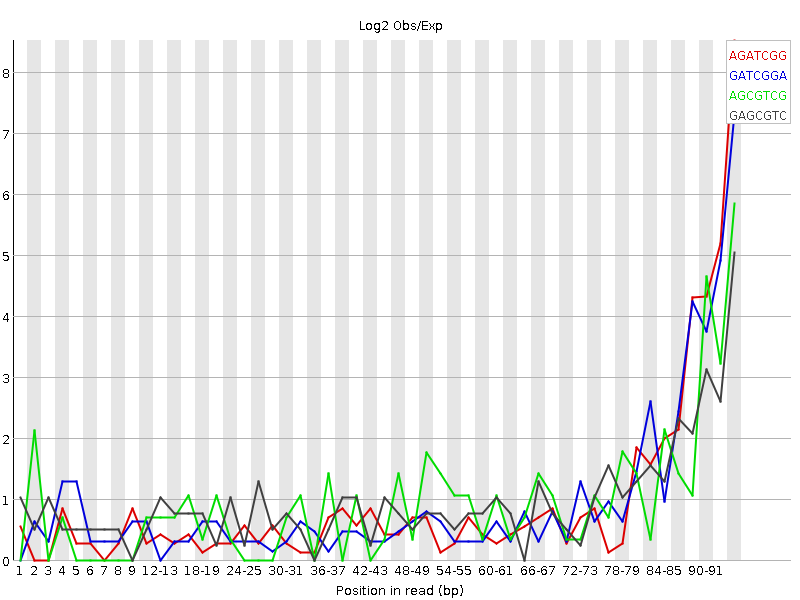 Log2 Obs/Exp
AGATCGG
GATCGGA
AGCGTCG
GAGCGTC
8
7
6
5
4
3
2
1
0
1 2 3 4 5 6 7 8 9 12-13 18-19 24-25 30-31 36-37 42-43 48-49 54-55 60-61 66-67 72-73 78-79 84-85 90-91
Position in read (bp)